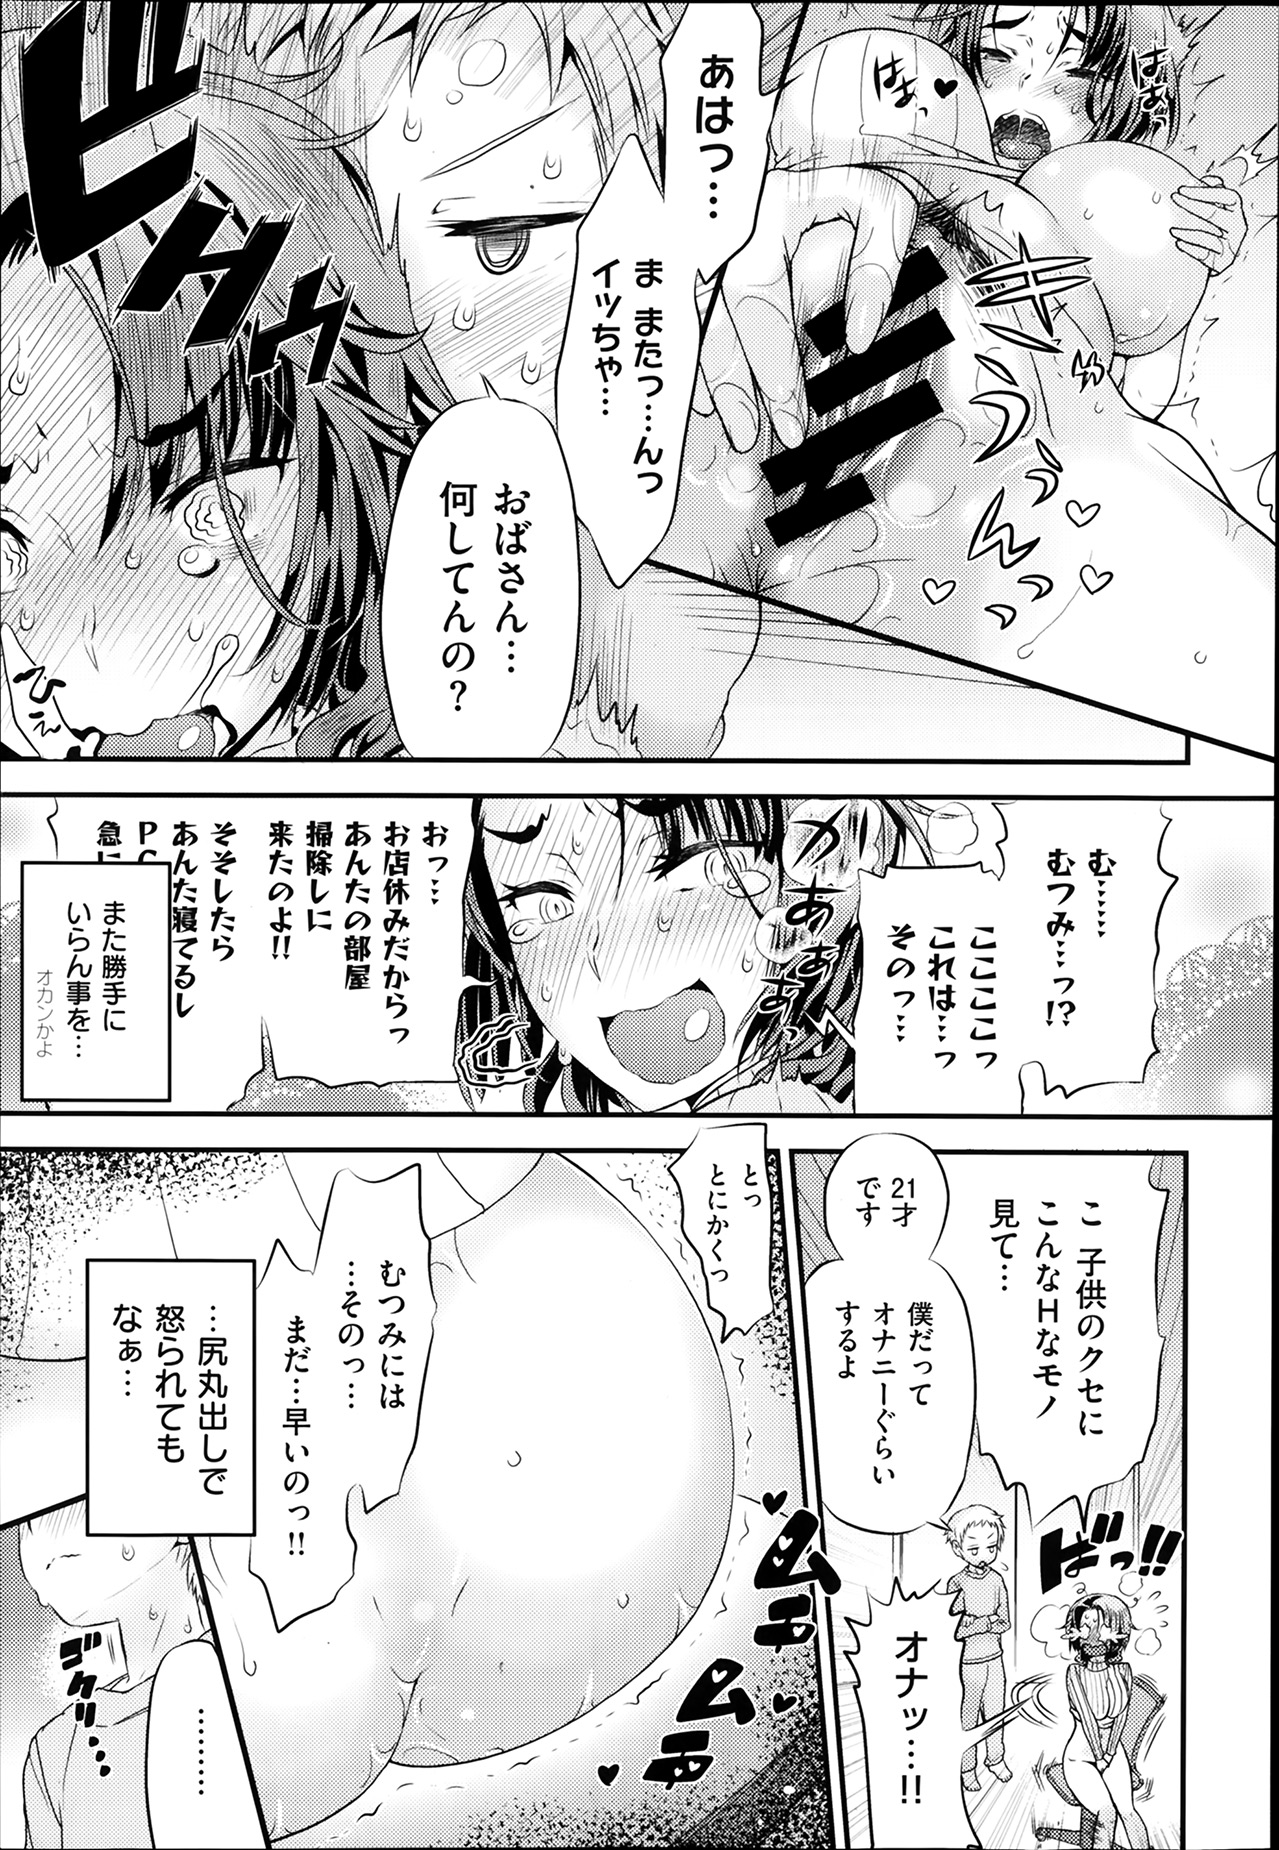 はぁっ
はぁっ
あはっ…
ま またっ…んっ
イッちゃ…
おばさん…
何してんの?
ひぃ
ビクッ
む……
むつみ…っ!?
ここここっ
これは…っ
そのっ…
おっ…
お店休みだからっ
あんたの部屋
掃除しに
来たのよ!!
そそしたら
あんた寝てるし
また勝手に
いらん事を…
オカンかよ
こ 子供のクセに
こんなHなモノ
見て…
21才
です
僕だって
オナニーぐらい
するよ
ばっ!!
オナッ…!!
とっ
とにかくっ
むつみには
…そのっ…
まだ…早いのっ!!
ムチ
ムチ
…尻丸出しで
怒られても
なぁ…
ゴクッ…
………